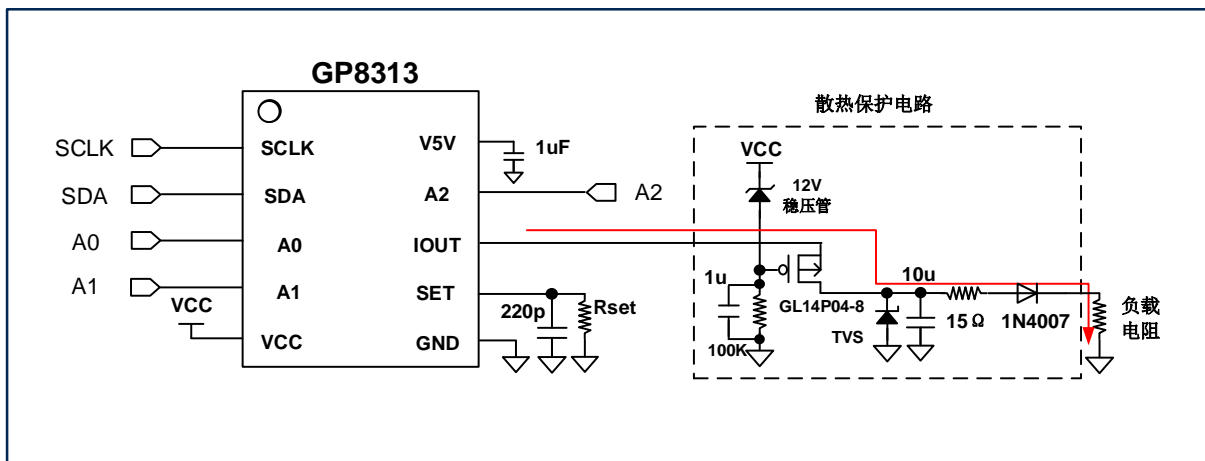 GP8313
散热保护电路
SCLK
SCLK
V5V
1uF
VCC
SDA
SDA
A2
A2
12V
稳压管
A0
A0
IOUT
A1
A1
SET
220p
Rset
1u
10u
GL14P04-8
VCC
VCC
GND
100K
TVS
15Ω
1N4007
负载
电阻